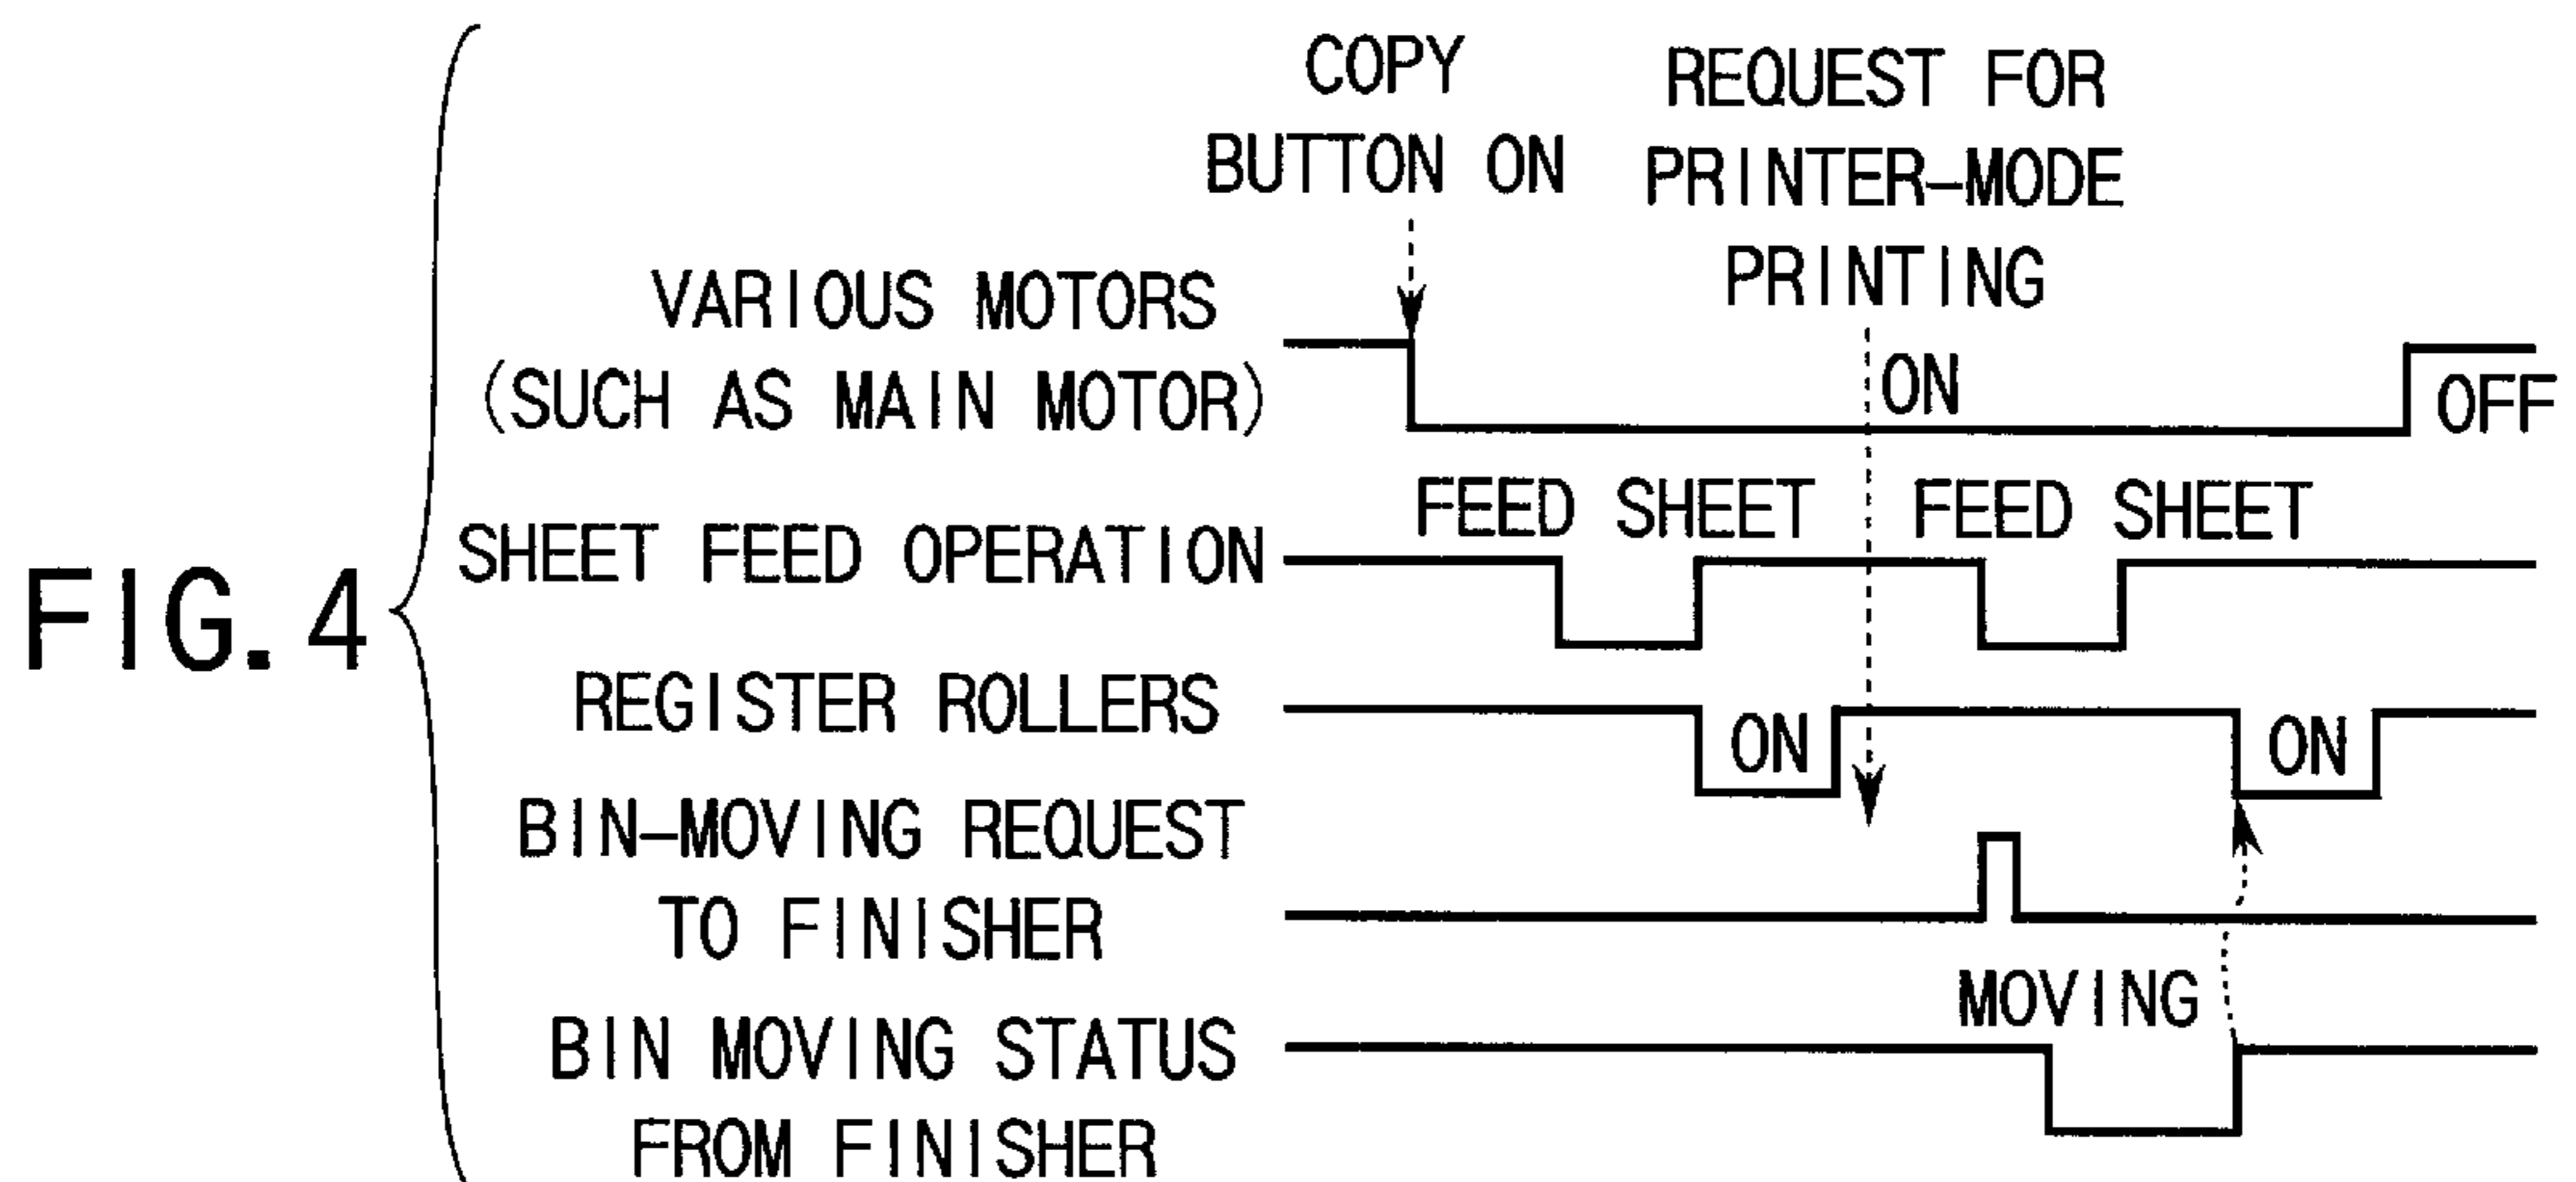 FIG. 4
COPY
BUTTON ON
REQUEST FOR
PRINTER-MODE
PRINTING
VARIOUS MOTORS
(SUCH AS MAIN MOTOR)
ON
OFF
SHEET FEED OPERATION
FEED SHEET
FEED SHEET
REGISTER ROLLERS
ON
ON
BIN-MOVING REQUEST
TO FINISHER
MOVING
BIN MOVING STATUS
FROM FINISHER